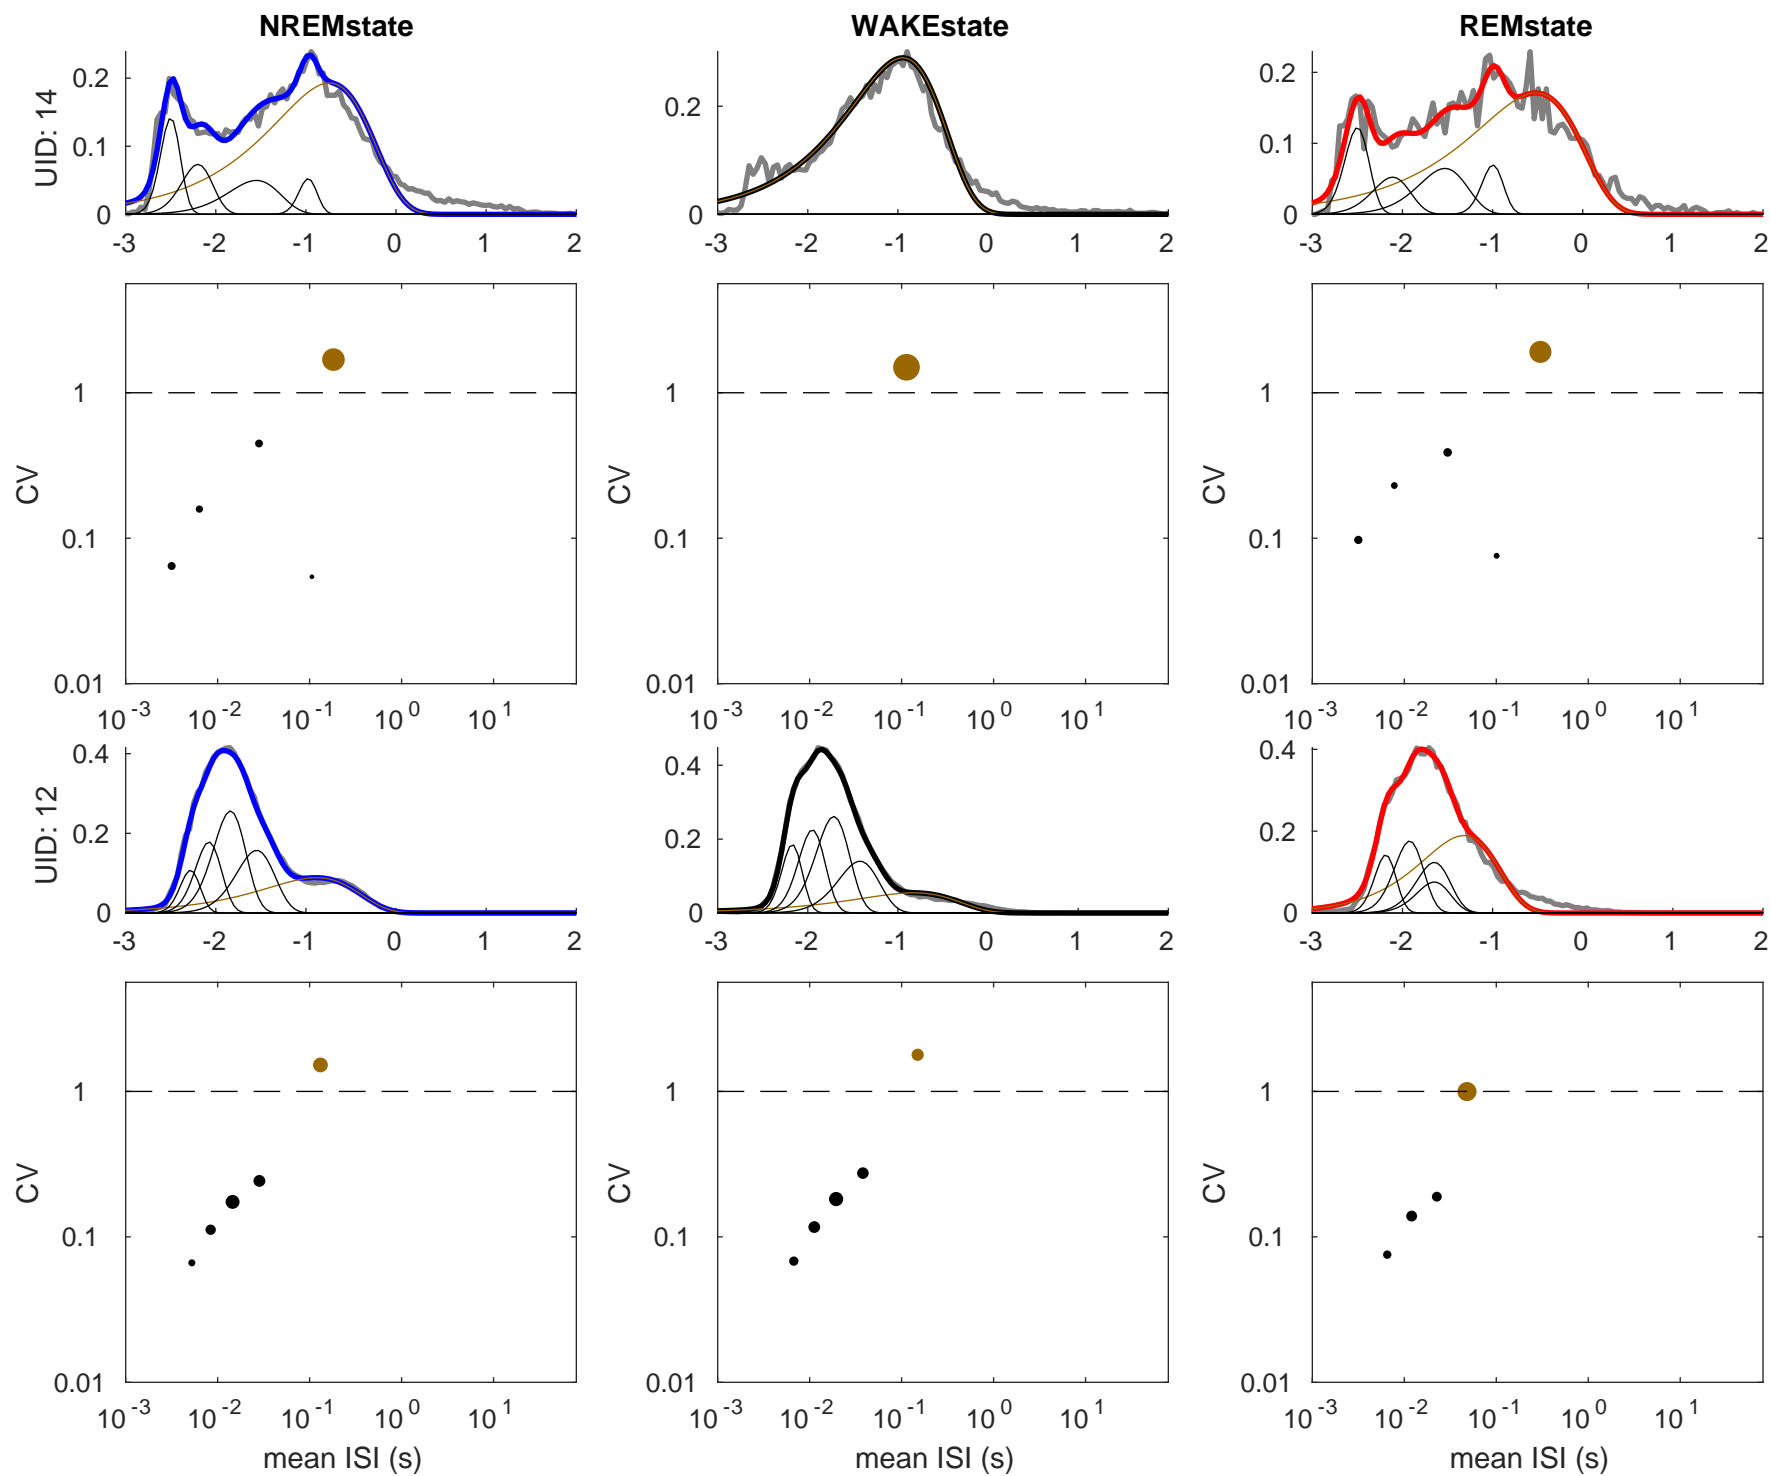 NREMstate WAKEstate REMstate
UID: 14
0.2 0.1 0
-3 -2 -1 0 1 2
0.2 0
-3 -2 -1 0 1 2
0.2 0.1 0
-3 -2 -1 0 1 2
CV
1 0.1 0.01
10^-3 10^-2 10^-1 10^0 10^1
CV
1 0.1 0.01
10^-3 10^-2 10^-1 10^0 10^1
CV
1 0.1 0.01
10^-3 10^-2 10^-1 10^0 10^1
UID: 12
0.4 0.2 0
-3 -2 -1 0 1 2
0.4 0.2 0
-3 -2 -1 0 1 2
0.4 0.2 0
-3 -2 -1 0 1 2
CV
1 0.1 0.01
10^-3 10^-2 10^-1 10^0 10^1
mean ISI (s)
CV
1 0.1 0.01
10^-3 10^-2 10^-1 10^0 10^1
mean ISI (s)
CV
1 0.1 0.01
10^-3 10^-2 10^-1 10^0 10^1
mean ISI (s)